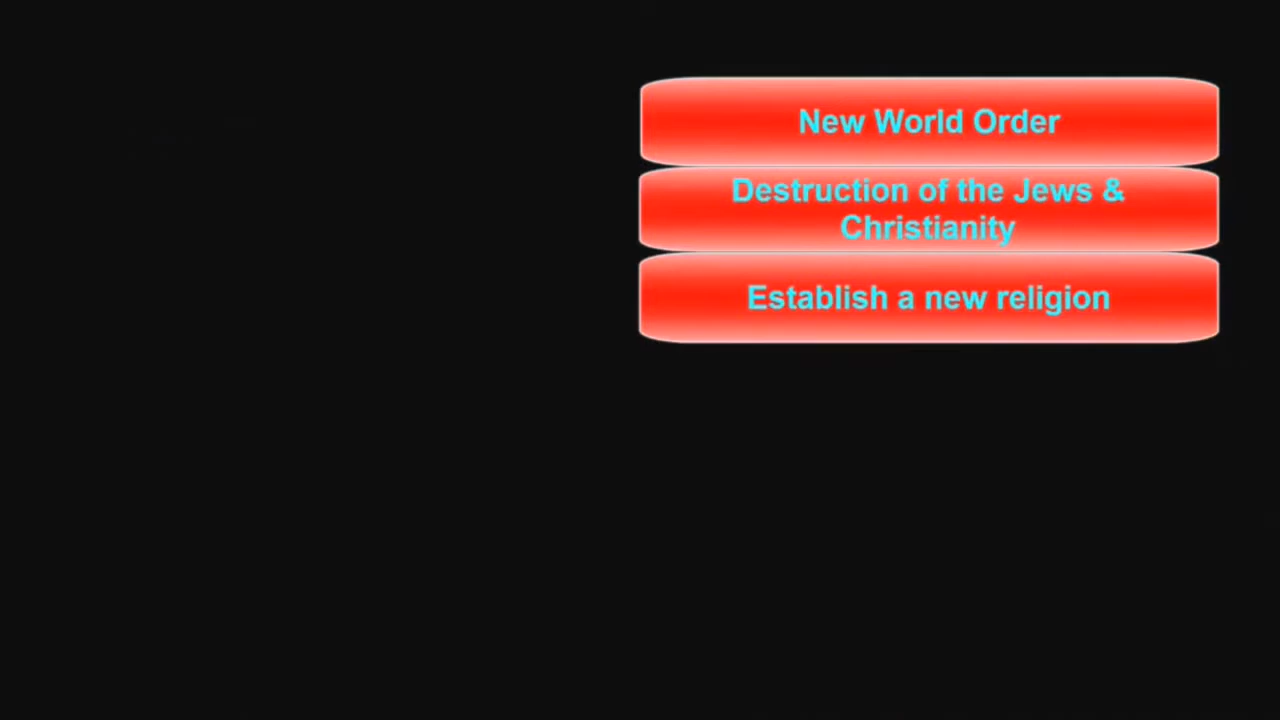 New World Order
Destruction of the Jews &
Christianity
Establish a new religion